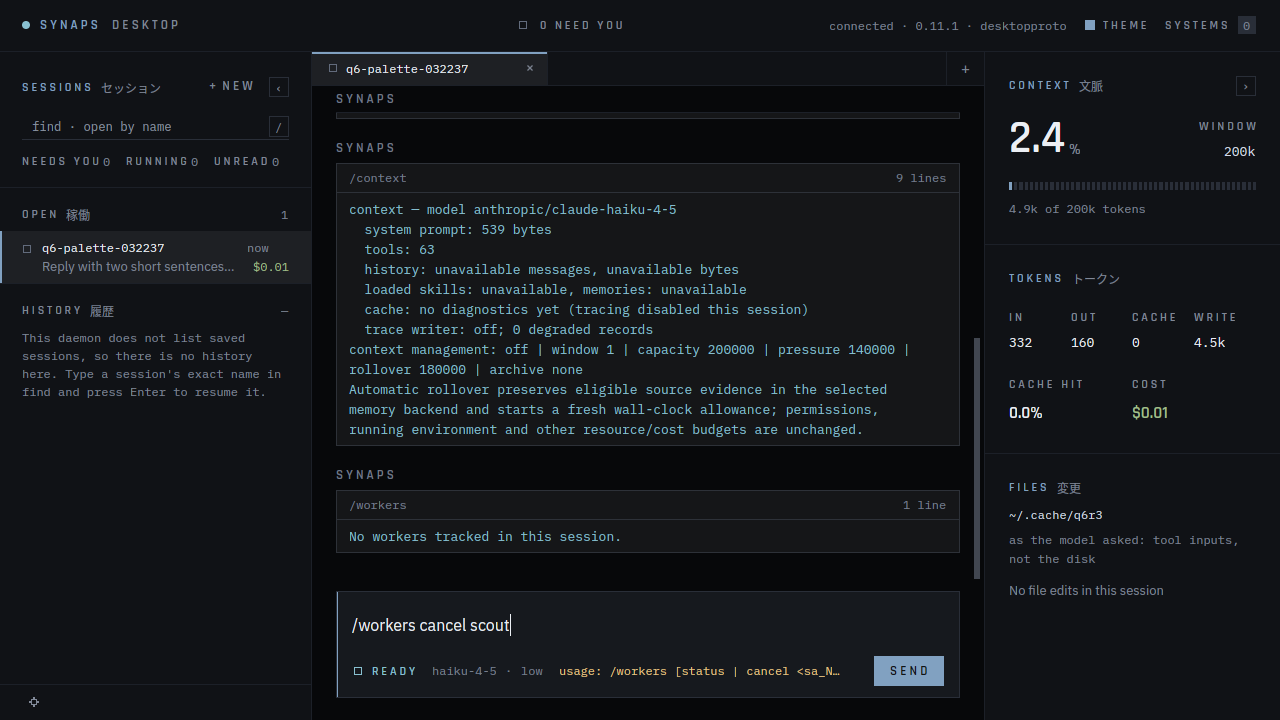 SYNAPS DESKTOP
0 NEED YOU
connected · 0.11.1 · desktopproto
THEME
SYSTEMS 0
SESSIONS セッション
+ NEW
‹
find · open by name
/
NEEDS YOU 0 RUNNING 0 UNREAD 0
OPEN 稼働 1
q6-palette-032237 now
Reply with two short sentences… $0.01
HISTORY 履歴 —
This daemon does not list saved
sessions, so there is no history
here. Type a session's exact name in
find and press Enter to resume it.
q6-palette-032237 ×
+
SYNAPS
SYNAPS
/context 9 lines
context — model anthropic/claude-haiku-4-5
system prompt: 539 bytes
tools: 63
history: unavailable messages, unavailable bytes
loaded skills: unavailable, memories: unavailable
cache: no diagnostics yet (tracing disabled this session)
trace writer: off; 0 degraded records
context management: off | window 1 | capacity 200000 | pressure 140000 |
rollover 180000 | archive none
Automatic rollover preserves eligible source evidence in the selected
memory backend and starts a fresh wall-clock allowance; permissions,
running environment and other resource/cost budgets are unchanged.
SYNAPS
/workers 1 line
No workers tracked in this session.
/workers cancel scout
READY haiku-4-5 · low usage: /workers [status | cancel <sa_N…
SEND
CONTEXT 文脈
›
2.4 %
WINDOW
200k
4.9k of 200k tokens
TOKENS トークン
IN OUT CACHE WRITE
332 160 0 4.5k
CACHE HIT COST
0.0% $0.01
FILES 変更
~/.cache/q6r3
as the model asked: tool inputs,
not the disk
No file edits in this session